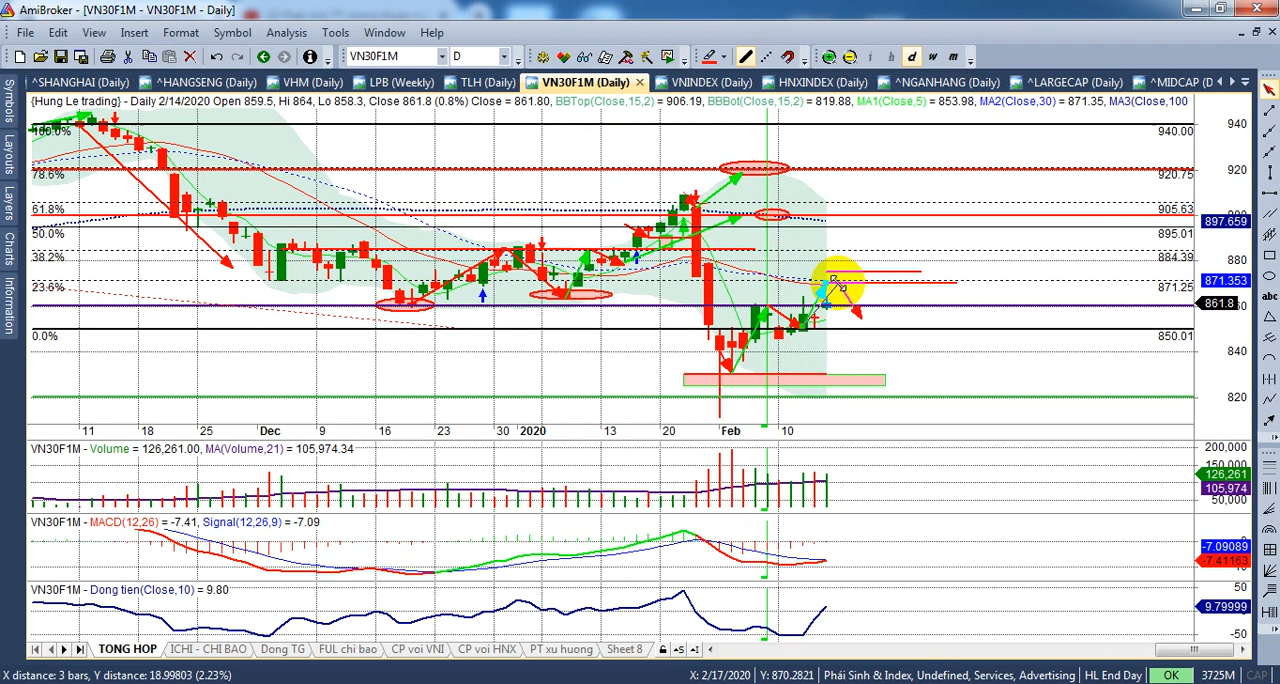 AmiBroker - [VN30F1M - VN30F1M - Daily]
File Edit View Insert Format Symbol Analysis Tools Window Help
VN30F1M D i h d w m
^SHANGHAI (Daily) ^HANGSENG (Daily) VHM (Daily) LPB (Weekly) TLH (Daily) VN30F1M (Daily) VNINDEX (Daily) HNXINDEX (Daily) ^NGANHANG (Daily) ^LARGECAP (Daily) ^MIDCAP (D
Symbols
Layouts
Layers
Charts
Information
{Hung Le trading} - Daily 2/14/2020 Open 859.5, Hi 864, Lo 858.3, Close 861.8 (0.8%) Close = 861.80, BBTop(Close,15,2) = 906.19, BBBot(Close,15,2) = 819.88, MA1(Close,5) = 853.98, MA2(Close,30) = 871.35, MA3(Close,100
100.0% 940.00 940
78.6% 920.75 920
61.8% 905.63
897.659
50.0% 895.01
38.2% 884.39 880
23.6% 871.25 871.353
861.8
0.0% 850.01
840
820
11 18 25 Dec 9 16 23 30 2020 13 20 Feb 10
VN30F1M - Volume = 126,261.00, MA(Volume,21) = 105,974.34
200,000
150,000
126,261
105,974
50,000
VN30F1M - MACD(12,26) = -7.41, Signal(12,26,9) = -7.09
-7.09089
-7.41163
VN30F1M - Dong tien(Close,10) = 9.80
50
9.79999
-50
TONG HOP ICHI - CHI BAO Dong TG FUL chi bao CP voi VNI CP voi HNX PT xu huong Sheet 8
X distance: 3 bars, Y distance: 18.99803 (2.23%) X: 2/17/2020 Y: 870.2821 Phái Sinh & Index, Undefined, Services, Advertising HL End Day OK 3725M CAP